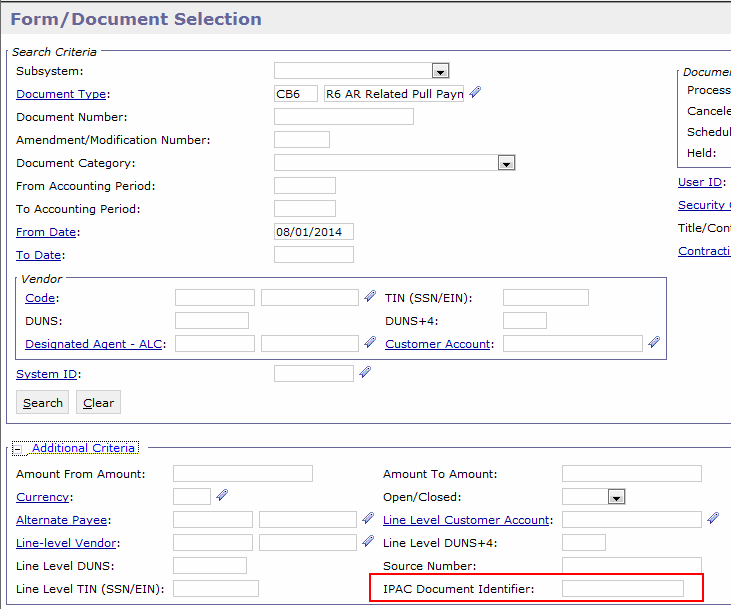 Form/Document Selection
Search Criteria
Subsystem:
Document Type: CB6 R6 AR Related Pull Payn
Document Number:
Amendment/Modification Number:
Document Category:
From Accounting Period:
To Accounting Period:
From Date: 08/01/2014
To Date:
Documen
Process
Cancele
Schedul
Held:
User ID:
Security
Title/Cont
Contracti
Vendor
Code: TIN (SSN/EIN):
DUNS: DUNS+4:
Designated Agent - ALC: Customer Account:
System ID:
Search Clear
Additional Criteria
Amount From Amount: Amount To Amount:
Currency: Open/Closed:
Alternate Payee: Line Level Customer Account:
Line-level Vendor: Line Level DUNS+4:
Line Level DUNS: Source Number:
Line Level TIN (SSN/EIN): IPAC Document Identifier: